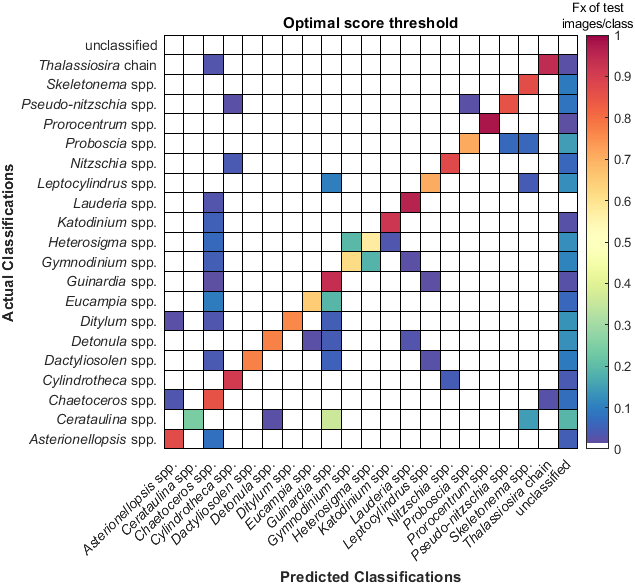 Optimal score threshold
Fx of test
images/class
Actual Classifications
unclassified
Thalassiosira chain
Skeletonema spp.
Pseudo-nitzschia spp.
Prorocentrum spp.
Proboscia spp.
Nitzschia spp.
Leptocylindrus spp.
Lauderia spp.
Katodinium spp.
Heterosigma spp.
Gymnodinium spp.
Guinardia spp.
Eucampia spp.
Ditylum spp.
Detonula spp.
Dactyliosolen spp.
Cylindrotheca spp.
Chaetoceros spp.
Cerataulina spp.
Asterionellopsis spp.
1
0.9
0.8
0.7
0.6
0.5
0.4
0.3
0.2
0.1
0
Asterionellopsis spp.
Cerataulina spp.
Chaetoceros spp.
Cylindrotheca spp.
Dactyliosolen spp.
Detonula spp.
Ditylum spp.
Eucampia spp.
Guinardia spp.
Gymnodinium spp.
Heterosigma spp.
Katodinium spp.
Lauderia spp.
Leptocylindrus spp.
Nitzschia spp.
Proboscia spp.
Prorocentrum spp.
Pseudo-nitzschia spp.
Skeletonema spp.
Thalassiosira chain
unclassified
Predicted Classifications